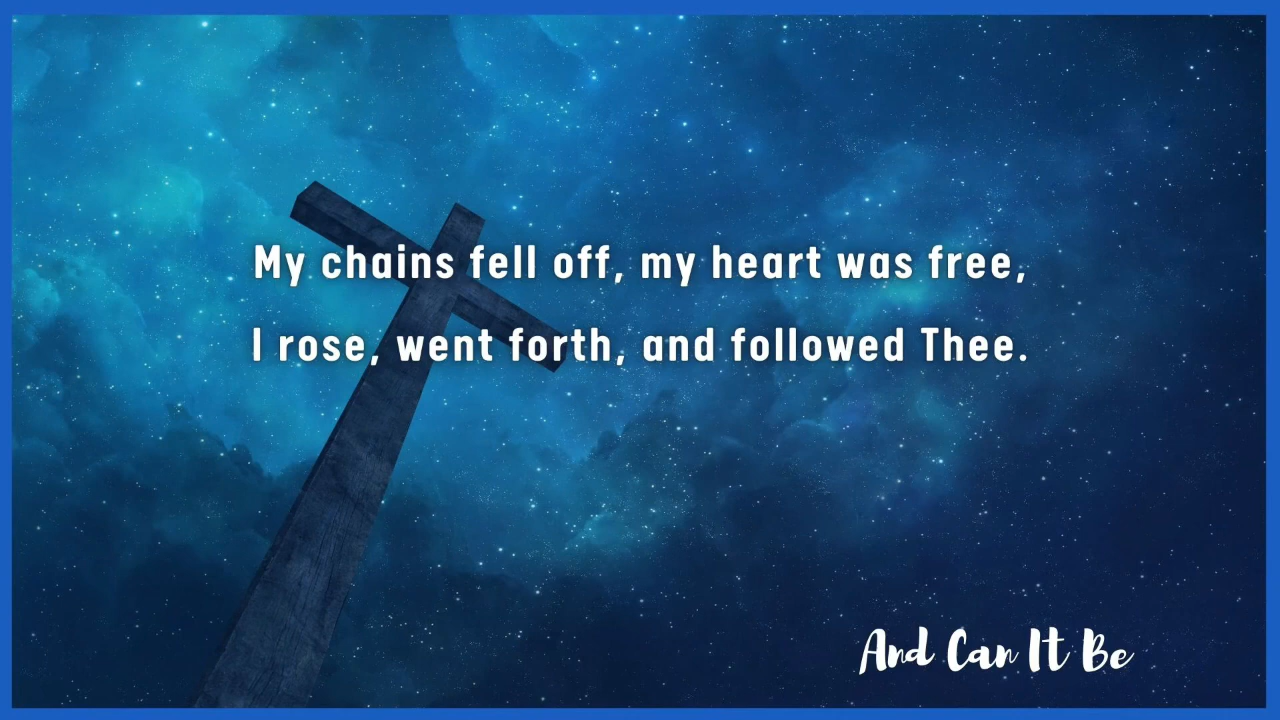 My chains fell off, my heart was free,
I rose, went forth, and followed Thee.
And Can It Be